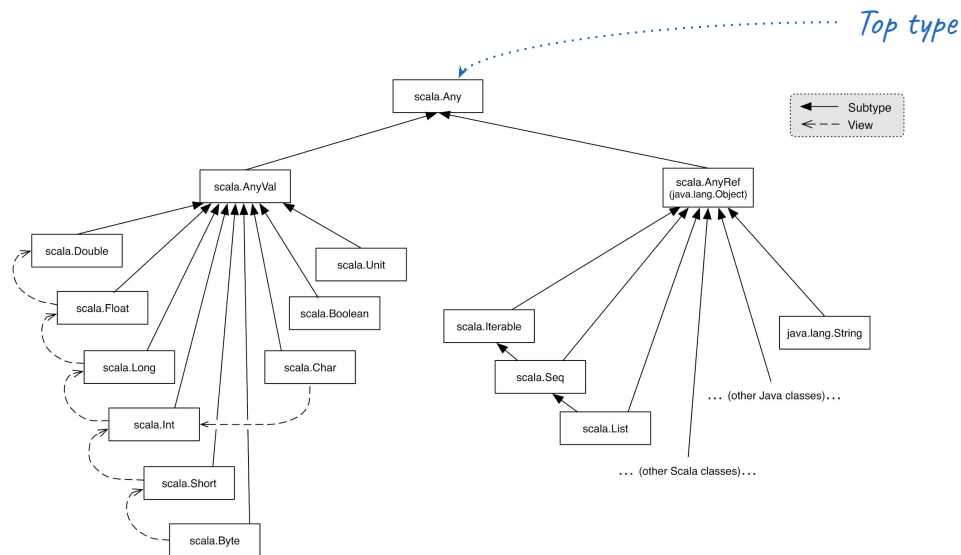 Top type
scala.Any
Subtype
View
scala.AnyVal
scala.AnyRef
(java.lang.Object)
scala.Double
scala.Unit
scala.Float
scala.Boolean
scala.Iterable
java.lang.String
scala.Long
scala.Char
scala.Seq
... (other Java classes)...
scala.Int
scala.List
... (other Scala classes)...
scala.Short
scala.Byte